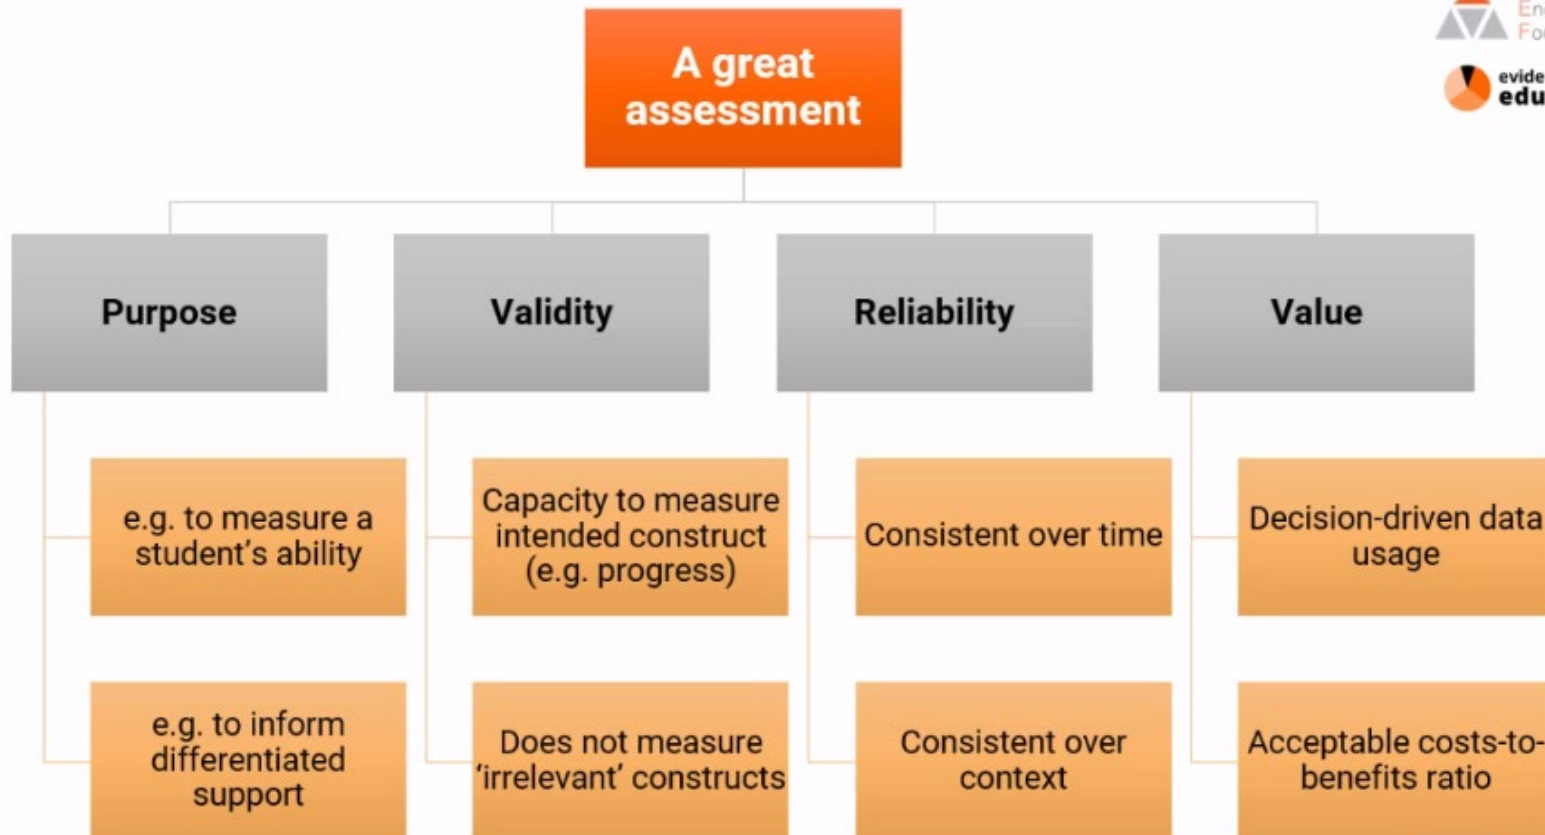 A great
assessment
evide
edu
Purpose
Validity
Reliability
Value
e.g. to measure a
student's ability
Capacity to measure
intended construct
(e.g. progress)
Consistent over time
Decision-driven data
usage
e.g. to inform
differentiated
support
Does not measure
'irrelevant' constructs
Consistent over
context
Acceptable costs-to-
benefits ratio